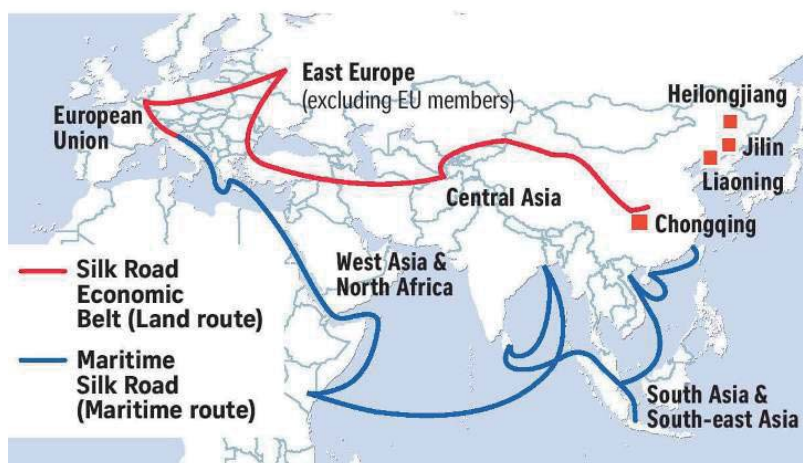 East Europe
(excluding EU members)
European
Union
Heilongjiang
Jilin
Liaoning
Central Asia
Chongqing
West Asia &
North Africa
Silk Road
Economic
Belt (Land route)
Maritime
Silk Road
(Maritime route)
South Asia &
South-east Asia